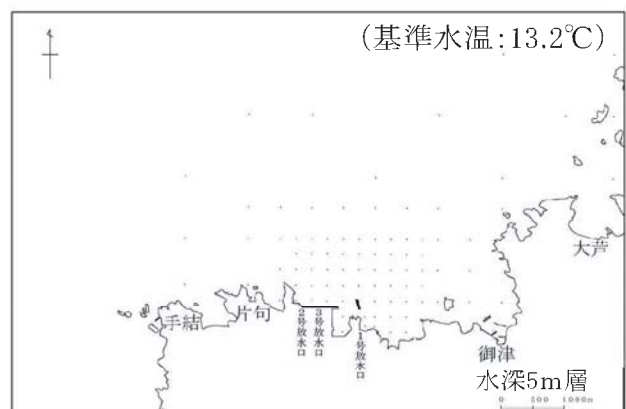 (基準水温:13.2℃)
大芦
手結
片句
2号放水口
3号放水口
1号放水口
御津
水深5m層
0 500 1000m